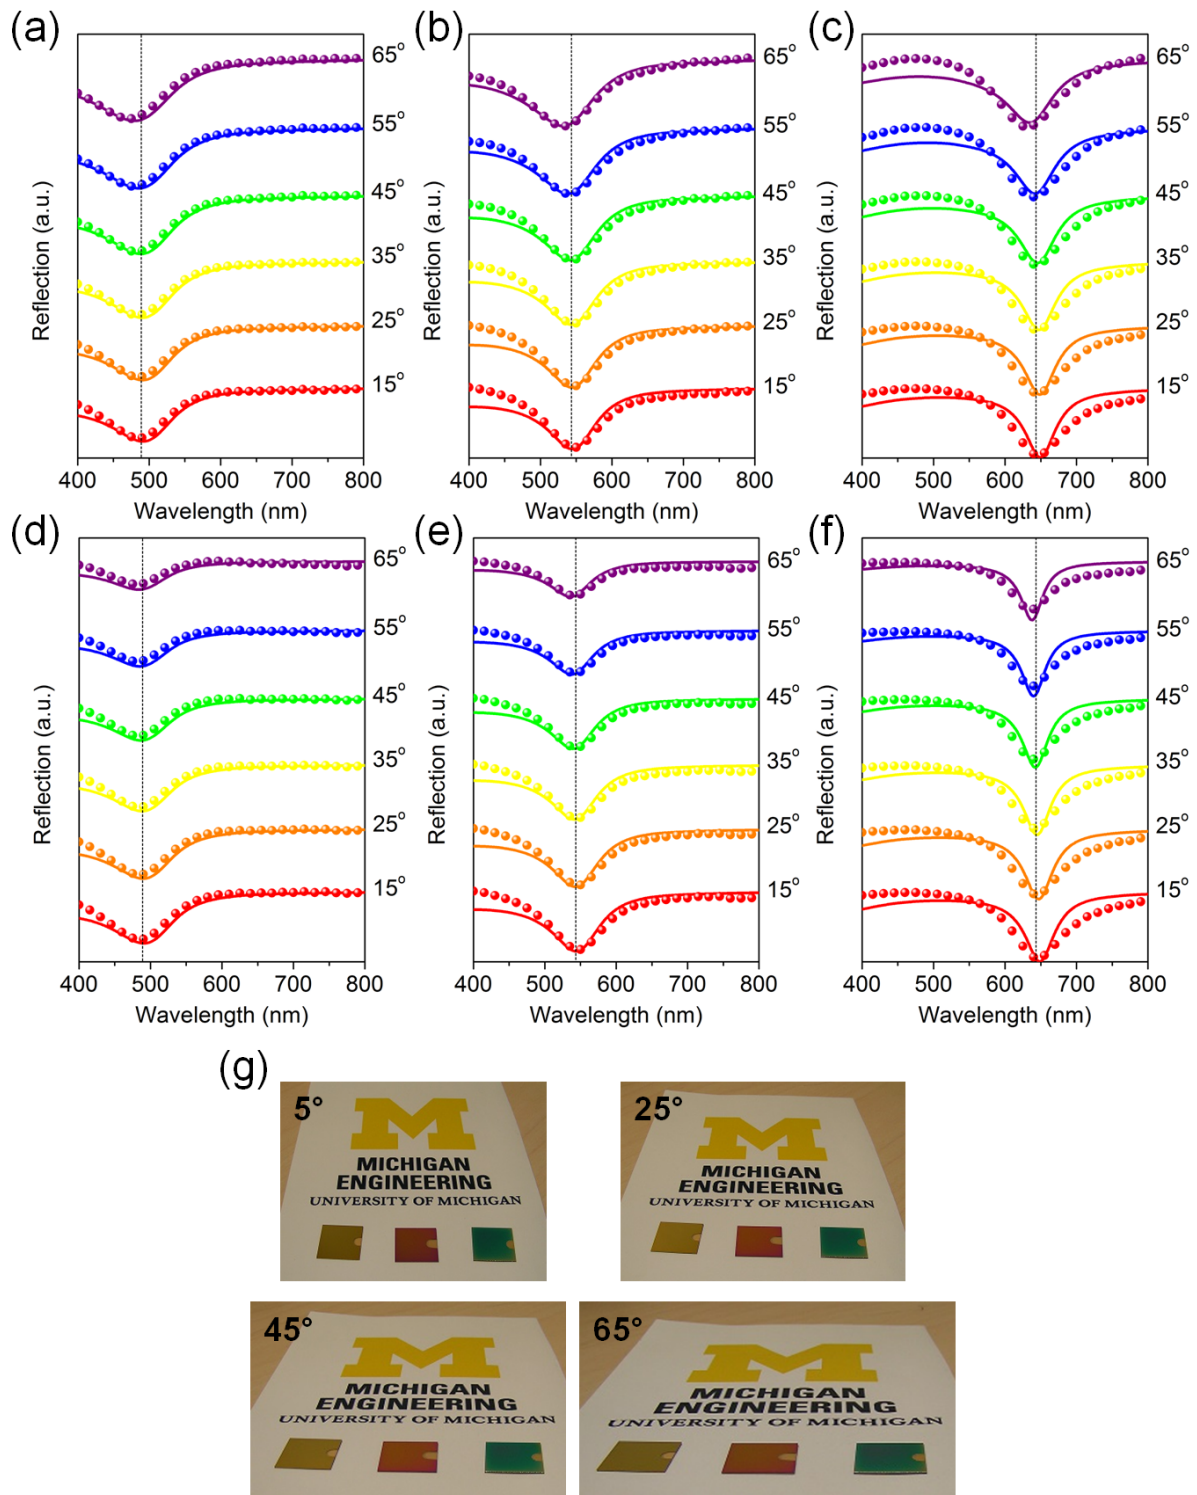 (a)
65°
55°
45°
35°
25°
15°
Reflection (a.u.)
400 500 600 700 800
Wavelength (nm)
(b)
65°
55°
45°
35°
25°
15°
Reflection (a.u.)
400 500 600 700 800
Wavelength (nm)
(c)
65°
55°
45°
35°
25°
15°
Reflection (a.u.)
400 500 600 700 800
Wavelength (nm)
(d)
65°
55°
45°
35°
25°
15°
Reflection (a.u.)
400 500 600 700 800
Wavelength (nm)
(e)
65°
55°
45°
35°
25°
15°
Reflection (a.u.)
400 500 600 700 800
Wavelength (nm)
(f)
65°
55°
45°
35°
25°
15°
Reflection (a.u.)
400 500 600 700 800
Wavelength (nm)
(g)
5°
M
MICHIGAN
ENGINEERING
UNIVERSITY OF MICHIGAN
25°
M
MICHIGAN
ENGINEERING
UNIVERSITY OF MICHIGAN
45°
M
MICHIGAN
ENGINEERING
UNIVERSITY OF MICHIGAN
65°
M
MICHIGAN
ENGINEERING
UNIVERSITY OF MICHIGAN